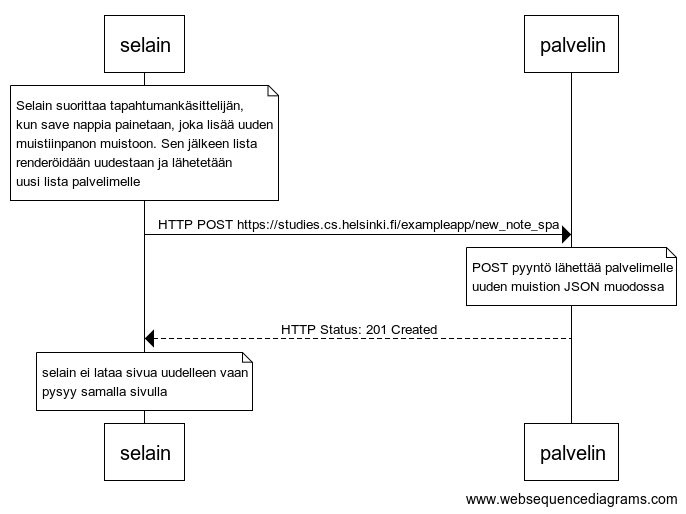 selain
palvelin
Selain suorittaa tapahtumankäsittelijän,
kun save nappia painetaan, joka lisää uuden
muistiinpanon muistoon. Sen jälkeen lista
renderöidään uudestaan ja lähetetään
uusi lista palvelimelle
HTTP POST https://studies.cs.helsinki.fi/exampleapp/new_note_spa
POST pyyntö lähettää palvelimelle
uuden muistion JSON muodossa
HTTP Status: 201 Created
selain ei lataa sivua uudelleen vaan
pysyy samalla sivulla
selain
palvelin
www.websequencediagrams.com